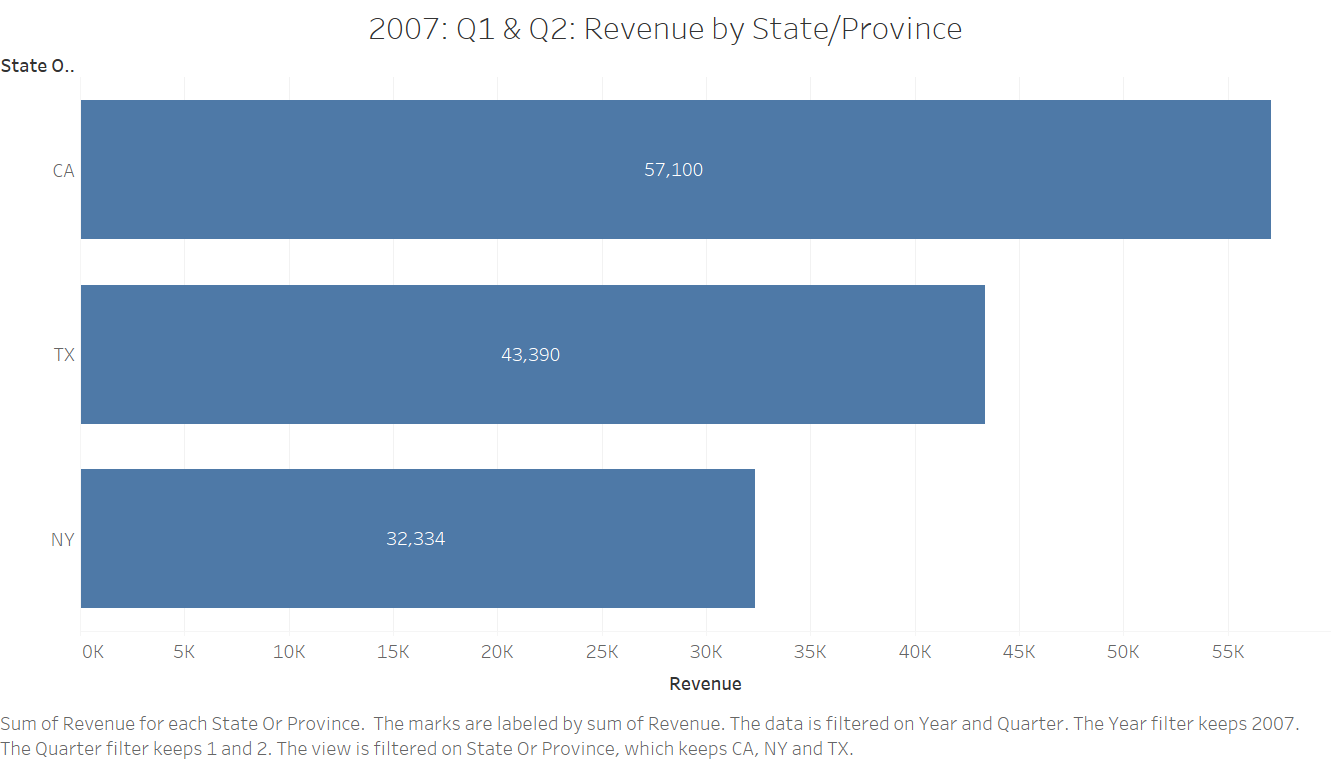 2007: Q1 & Q2: Revenue by State/Province
State O..
CA
57,100
TX
43,390
NY
32,334
0K 5K 10K 15K 20K 25K 30K 35K 40K 45K 50K 55K
Revenue
Sum of Revenue for each State Or Province.  The marks are labeled by sum of Revenue. The data is filtered on Year and Quarter. The Year filter keeps 2007.
The Quarter filter keeps 1 and 2. The view is filtered on State Or Province, which keeps CA, NY and TX.